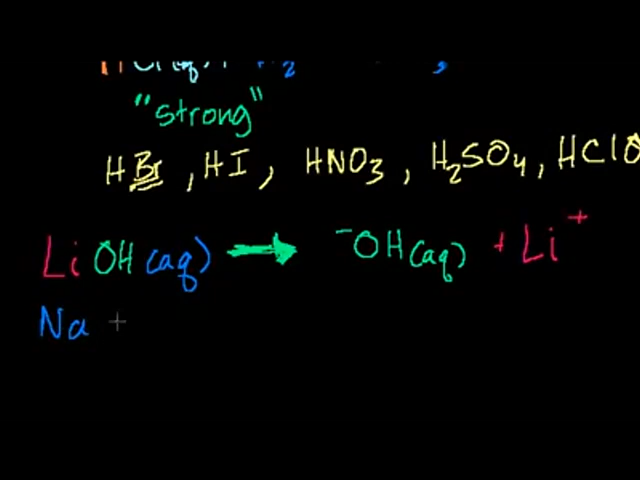 "strong"
HBr, HI, HNO₃, H₂SO₄, HClO
LiOH(aq) → ⁻OH(aq) + Li⁺
Na